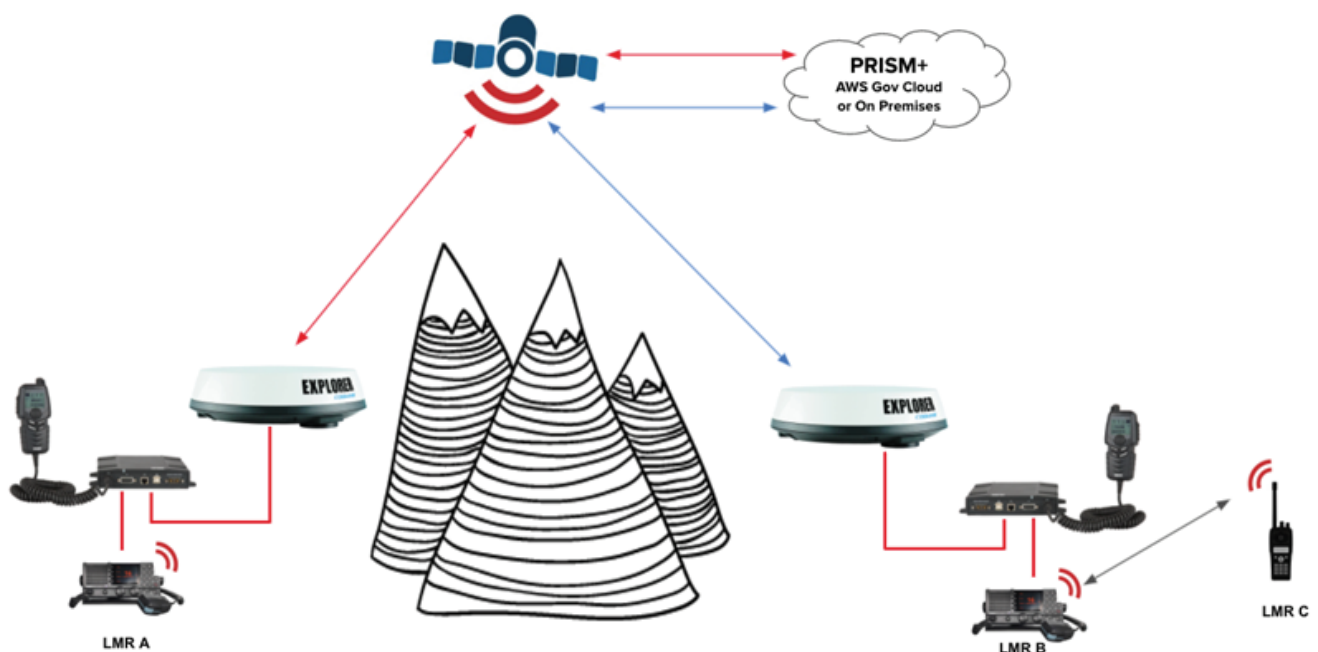 PRISM+
AWS Gov Cloud
or On Premises
EXPLORER
EXPLORER
LMR A
LMR B
LMR C